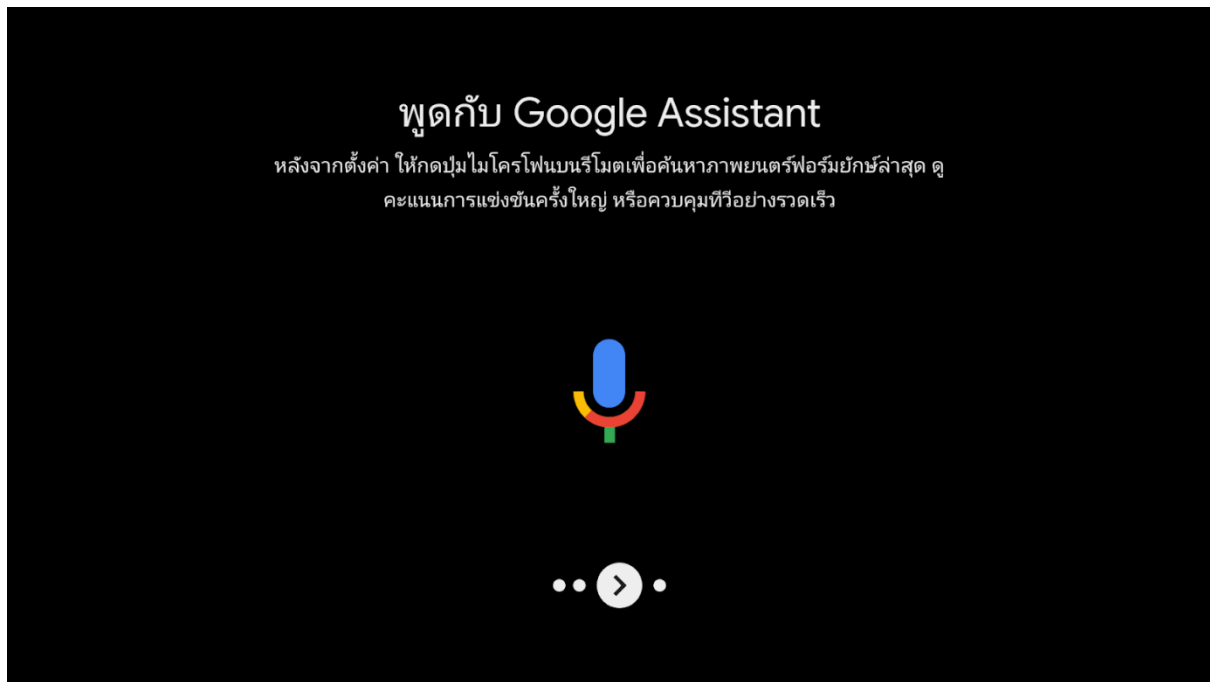 พูดกับ Google Assistant
หลังจากตั้งค่า ให้กดปุ่มไมโครโฟนบนรีโมตเพื่อค้นหาภาพยนตร์ฟอร์มยักษ์ล่าสุด ดู
คะแนนการแข่งขันครั้งใหญ่ หรือควบคุมทีวีอย่างรวดเร็ว